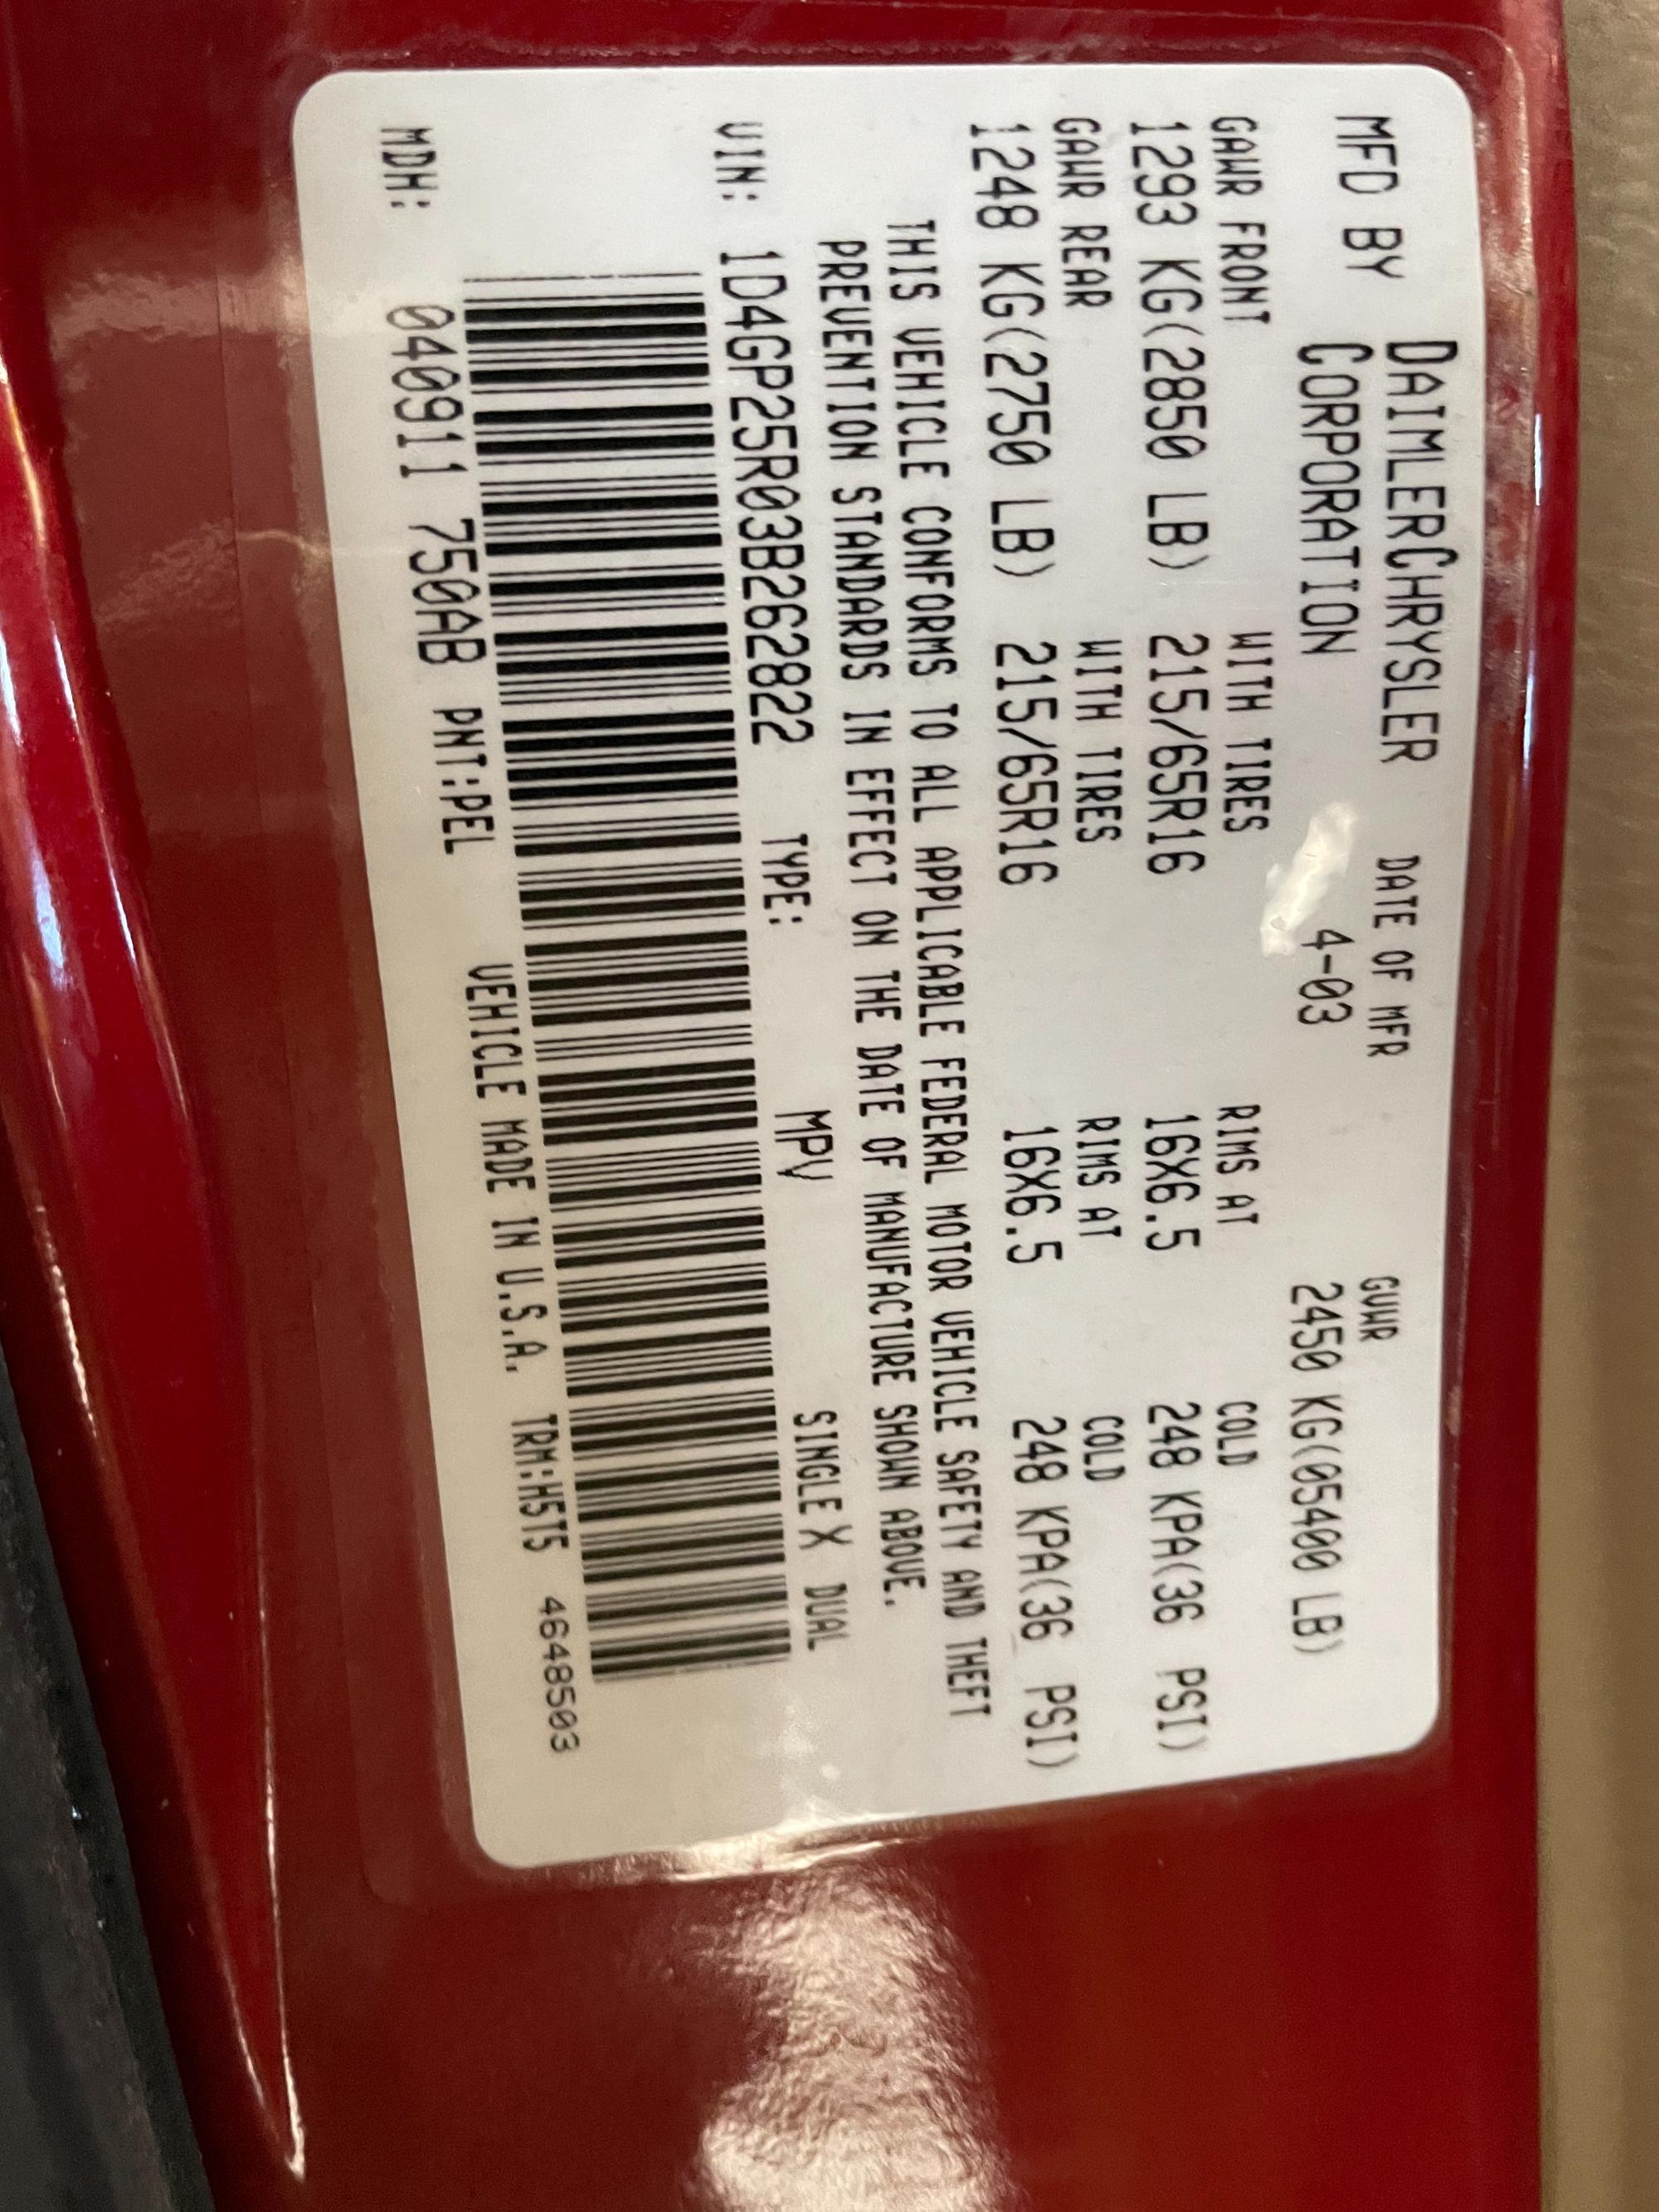 MFD BY DAIMLERCHRYSLER DATE OF MFR GVWR
CORPORATION 4-03 2450 KG(05400 LB)
GAWR FRONT WITH TIRES RIMS AT COLD
1293 KG(2850 LB) 215/65R16 16X6.5 248 KPA(36 PSI)
GAWR REAR WITH TIRES RIMS AT COLD
1248 KG(2750 LB) 215/65R16 16X6.5 248 KPA(36 PSI)
THIS VEHICLE CONFORMS TO ALL APPLICABLE FEDERAL MOTOR VEHICLE SAFETY AND THEFT
PREVENTION STANDARDS IN EFFECT ON THE DATE OF MANUFACTURE SHOWN ABOVE.
VIN: 1D4GP25R03B262822 TYPE: MPV SINGLE X DUAL
MDH: 040911 750AB PNT:PEL VEHICLE MADE IN U.S.A. TRM:H5T5 4648503